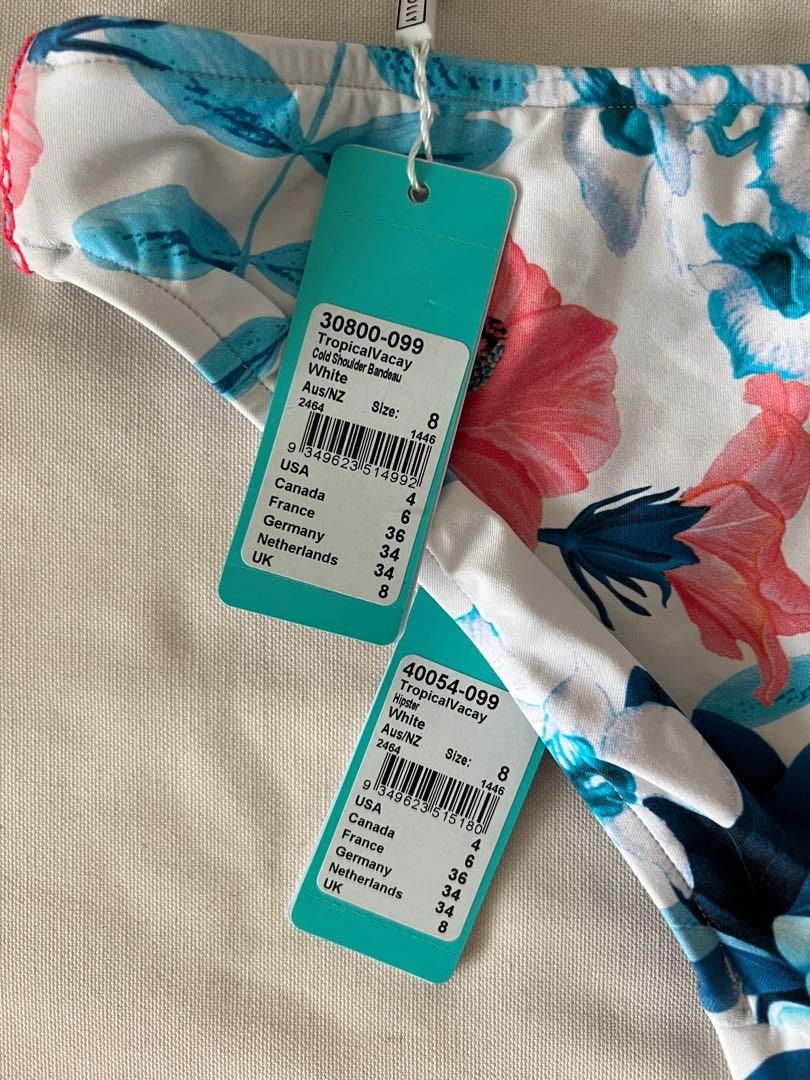 OLLY
30800-099
TropicalVacay
Cold Shoulder Bandeau
White
Aus/NZ Size: 8
2464 1446
9 349623 514992
USA 4
Canada 6
France 36
Germany 34
Netherlands 34
UK 8
40054-099
TropicalVacay
Hipster
White
Aus/NZ Size: 8
2464 1446
9 349623 515180
USA 4
Canada 6
France 36
Germany 34
Netherlands 34
UK 8